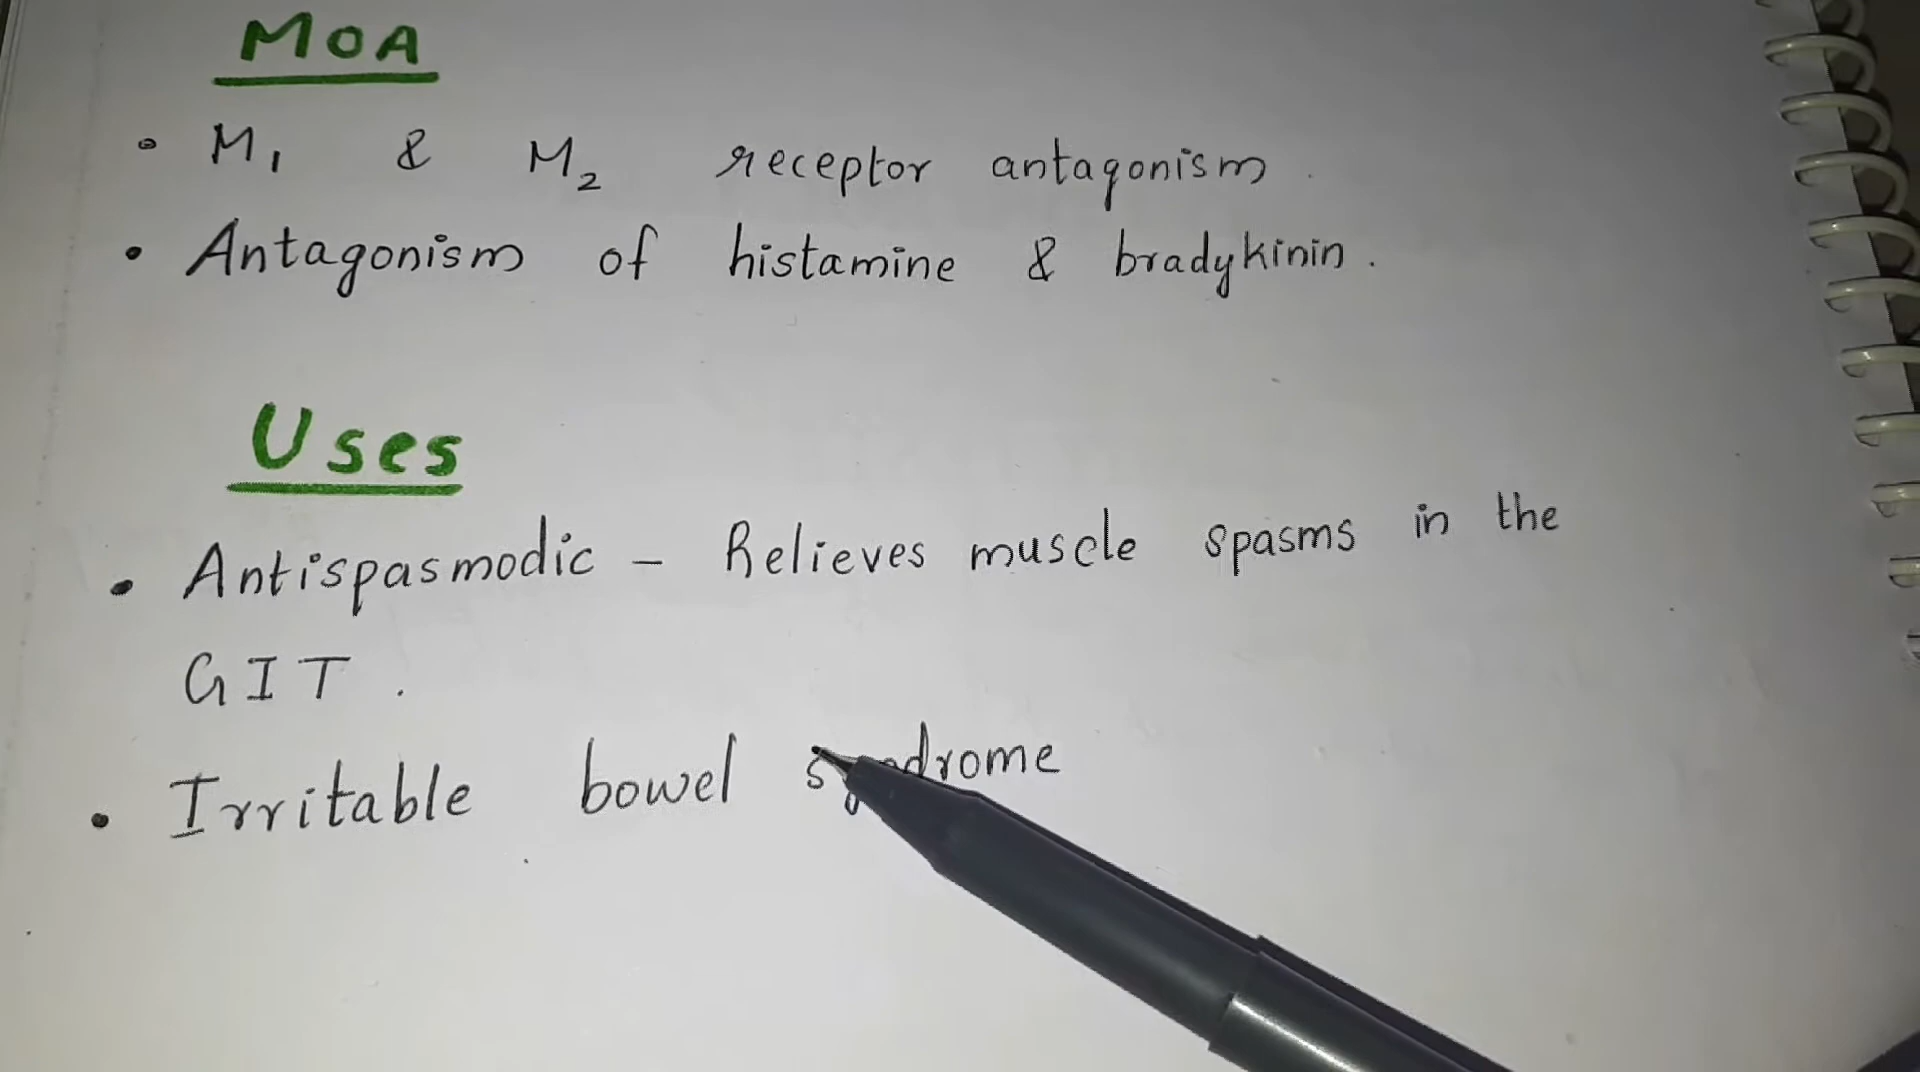 MOA
• M₁ & M₂ receptor antagonism.
• Antagonism of histamine & bradykinin.
Uses
• Antispasmodic – Relieves muscle spasms in the
GIT.
• Irritable bowel syndrome